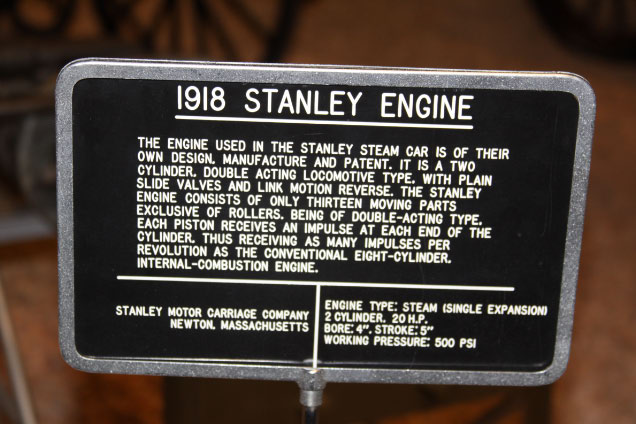 1918 STANLEY ENGINE
THE ENGINE USED IN THE STANLEY STEAM CAR IS OF THEIR
OWN DESIGN, MANUFACTURE AND PATENT. IT IS A TWO
CYLINDER, DOUBLE ACTING LOCOMOTIVE TYPE, WITH PLAIN
SLIDE VALVES AND LINK MOTION REVERSE. THE STANLEY
ENGINE CONSISTS OF ONLY THIRTEEN MOVING PARTS
EXCLUSIVE OF ROLLERS. BEING OF DOUBLE-ACTING TYPE,
EACH PISTON RECEIVES AN IMPULSE AT EACH END OF THE
CYLINDER, THUS RECEIVING AS MANY IMPULSES PER
REVOLUTION AS THE CONVENTIONAL EIGHT-CYLINDER,
INTERNAL-COMBUSTION ENGINE.
STANLEY MOTOR CARRIAGE COMPANY
NEWTON, MASSACHUSETTS
ENGINE TYPE: STEAM (SINGLE EXPANSION)
2 CYLINDER, 20 H.P.
BORE: 4", STROKE: 5"
WORKING PRESSURE: 500 PSI